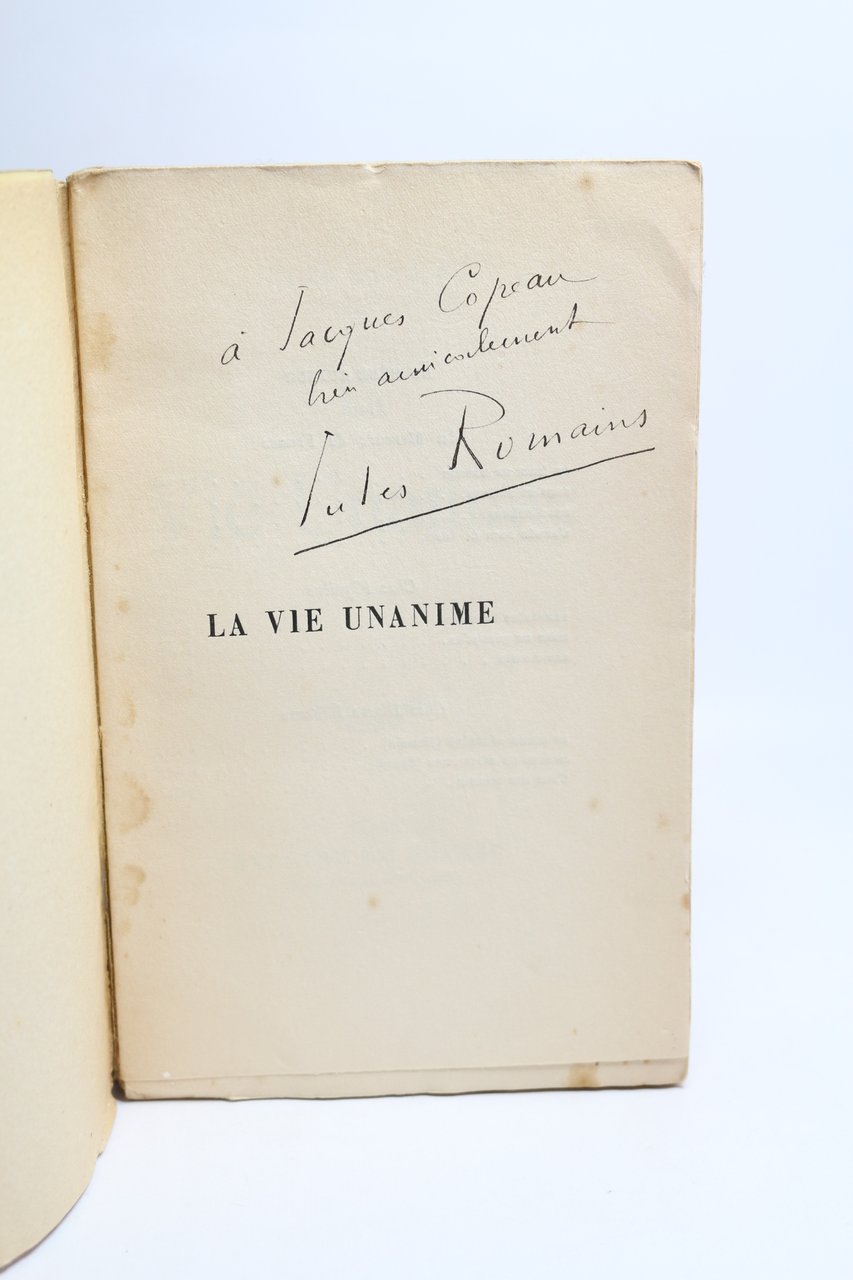 à Jacques Copeau
bien amicalement
Jules Romains
LA VIE UNANIME